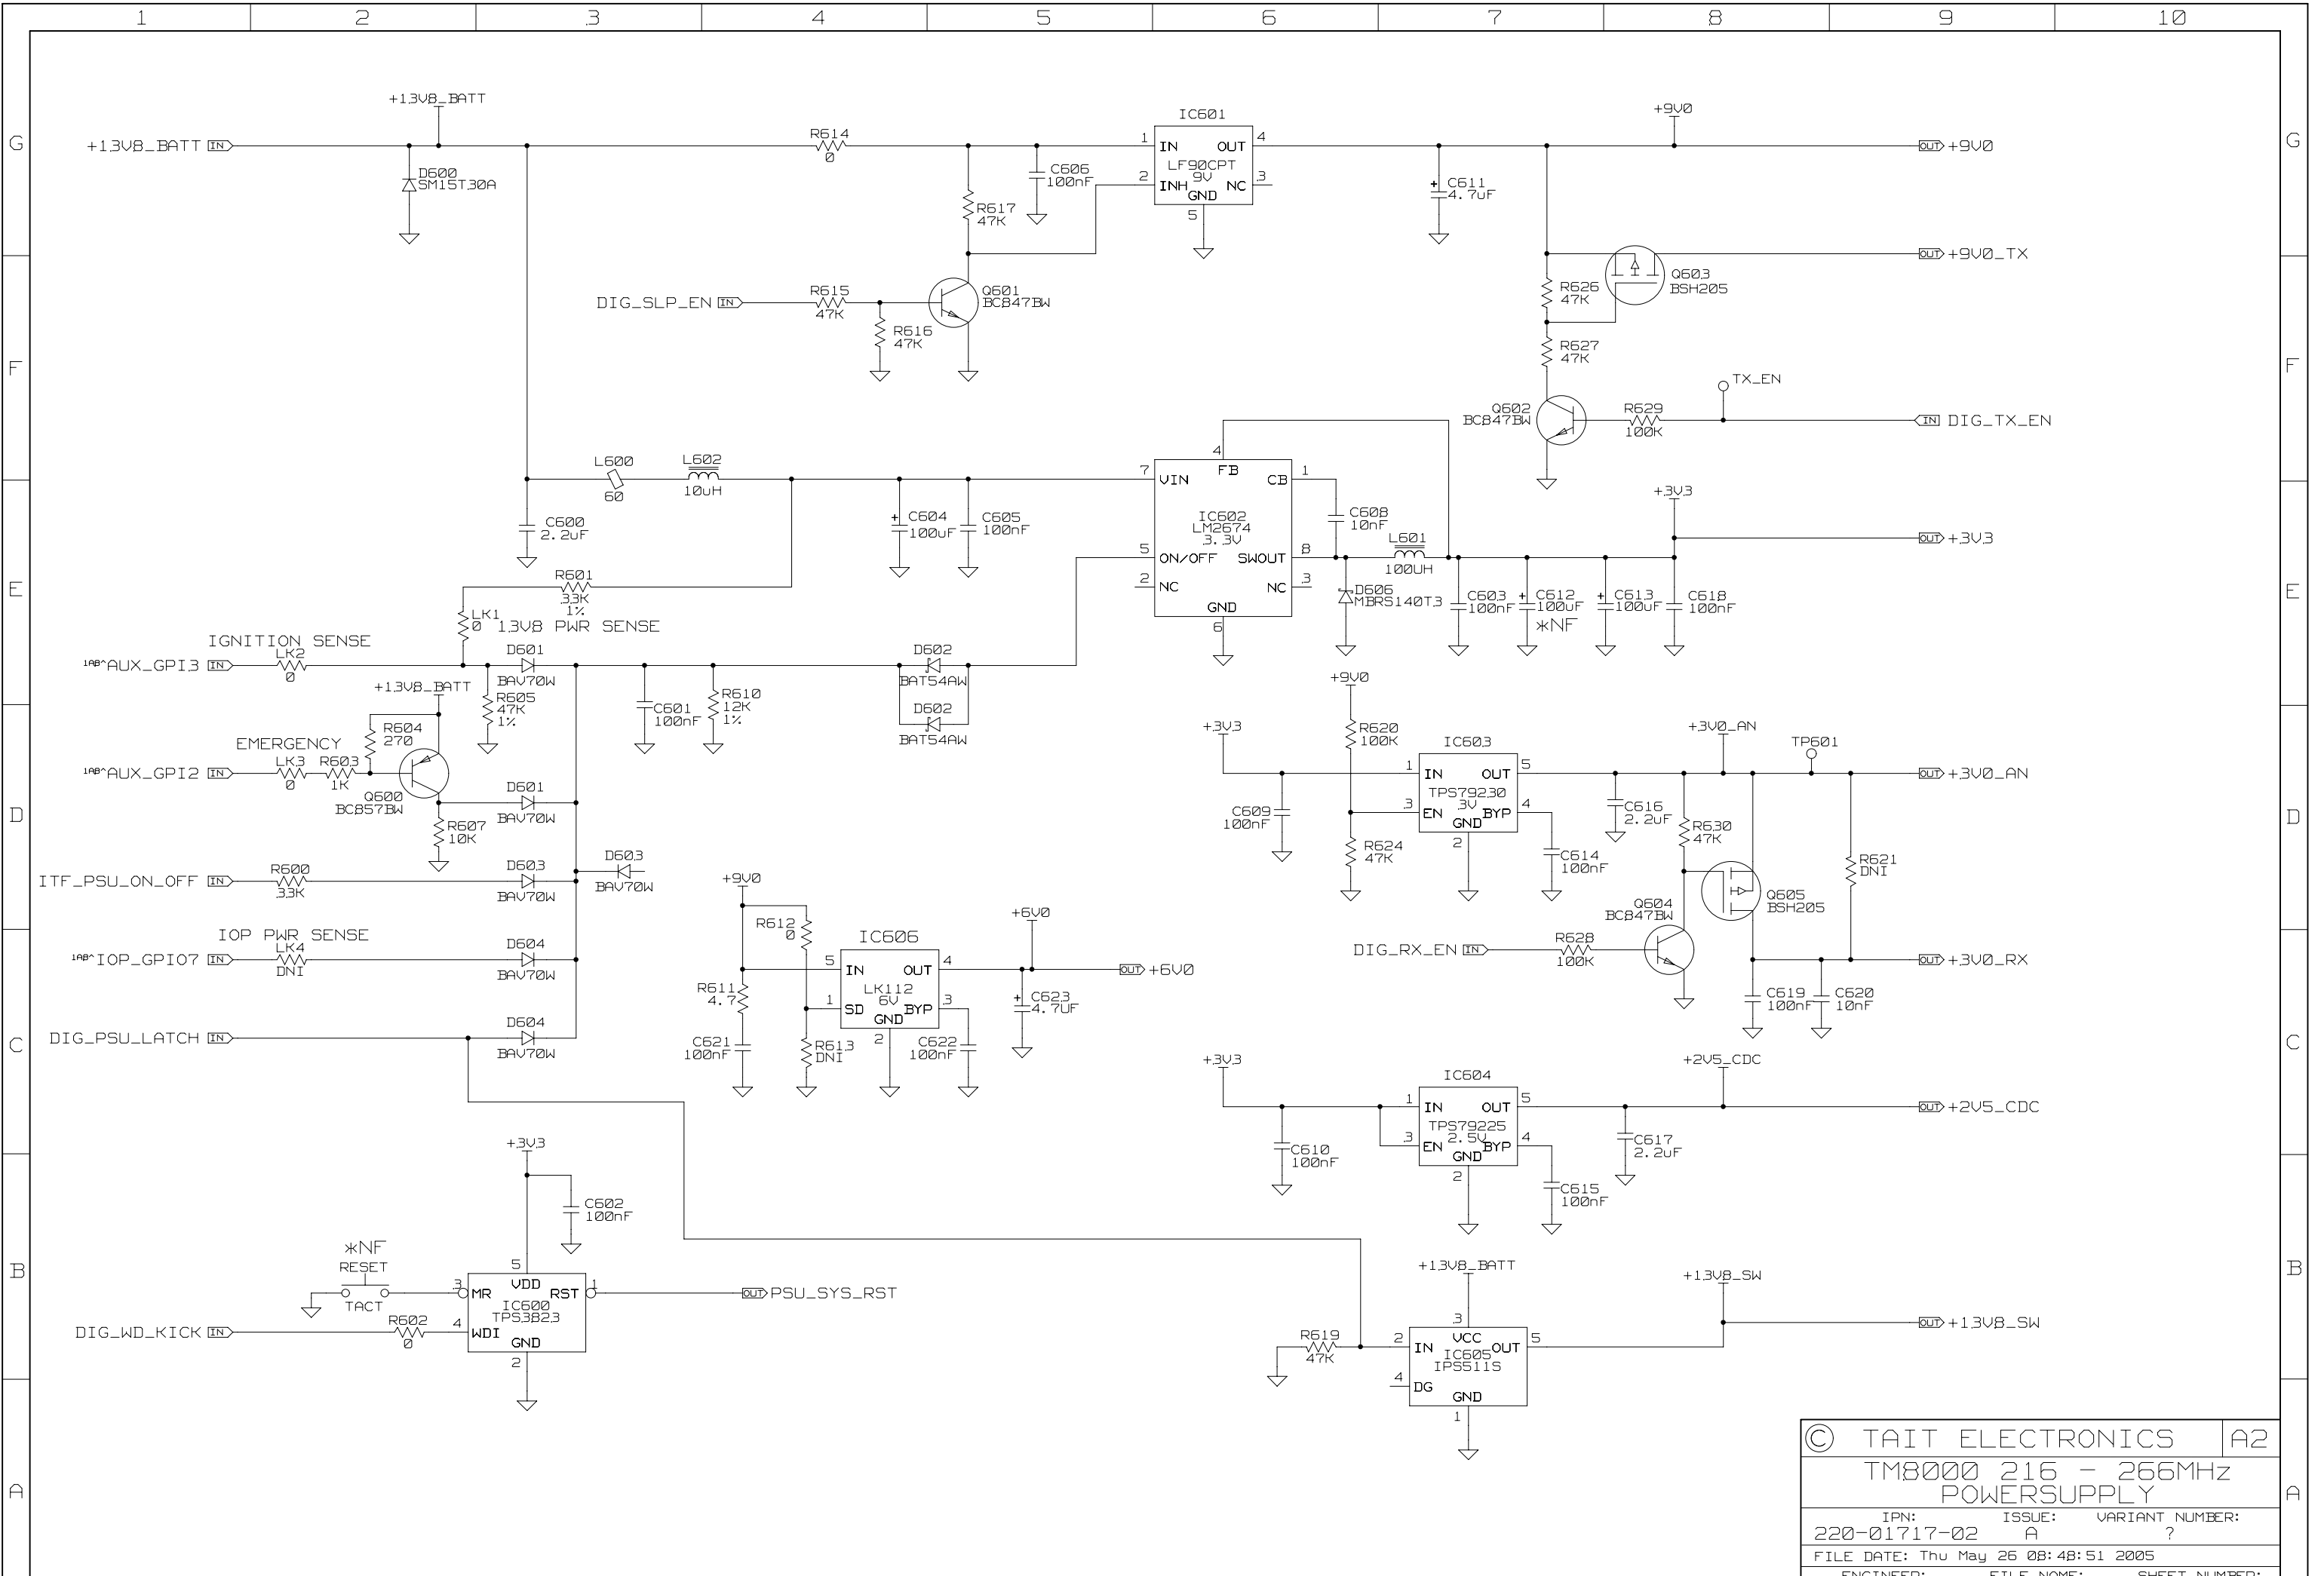 1 2 3 4 5 6 7 8 9 10
G
F
E
D
C
B
A
G
F
E
D
C
B
A
+13V8_BATT
+13V8_BATT IN
D600
SM15T30A
R614
0
R617
47K
C606
100nF
IC601
1 IN OUT 4
LF90CPT
9V
2 INH NC 3
GND
5
C611
+
4.7uF
+9V0
OUT +9V0
OUT +9V0_TX
Q603
BSH205
R626
47K
R627
47K
DIG_SLP_EN IN
R615
47K
R616
47K
Q601
BC847BW
TX_EN
Q602
BC847BW
R629
100K
IN DIG_TX_EN
L600
60
L602
10uH
C600
2.2uF
+
C604
100uF
C605
100nF
4
FB
7 VIN CB 1
IC602
LM2674
3.3V
5 ON/OFF SWOUT 8
2 NC NC 3
GND
6
C608
10nF
L601
100UH
D606
MBRS140T3
C603
100nF
+
C612
100uF
*NF
+
C613
100uF
C618
100nF
+3V3
OUT +3V3
R601
33K
1%
LK1
0
13V8 PWR SENSE
IGNITION SENSE
1AB^AUX_GPI3 IN
LK2
0
D601
BAV70W
R605
47K
1%
C601
100nF
R610
12K
1%
D602
BAT54AW
D602
BAT54AW
+13V8_BATT
R604
270
EMERGENCY
1AB^AUX_GPI2 IN
LK3
0
R603
1K
Q600
BC857BW
D601
BAV70W
R607
10K
ITF_PSU_ON_OFF IN
R600
33K
D603
BAV70W
D603
BAV70W
IOP PWR SENSE
1AB^IOP_GPIO7 IN
LK4
DNI
D604
BAV70W
DIG_PSU_LATCH IN
D604
BAV70W
+9V0
R612
0
R611
4.7
C621
100nF
R613
DNI
IC606
5 IN OUT 4
LK112
6V
1 SD BYP 3
GND
2
C622
100nF
+6V0
+
C623
4.7UF
OUT +6V0
+3V3
+9V0
R620
100K
C609
100nF
R624
47K
IC603
1 IN OUT 5
TPS79230
3V
3 EN BYP 4
GND
2
C614
100nF
C616
2.2uF
+3V0_AN
TP601
OUT +3V0_AN
R630
47K
R621
DNI
Q605
BSH205
Q604
BC847BW
DIG_RX_EN IN
R628
100K
OUT +3V0_RX
C619
100nF
C620
10nF
+3V3
C610
100nF
IC604
1 IN OUT 5
TPS79225
2.5V
3 EN BYP 4
GND
2
C615
100nF
C617
2.2uF
+2V5_CDC
OUT +2V5_CDC
+3V3
C602
100nF
*NF
RESET
TACT
5
VDD
3 MR RST 1
IC600
TPS3823
4 WDI
GND
2
OUT PSU_SYS_RST
DIG_WD_KICK IN
R602
0
+13V8_BATT
3
VCC
2 IN OUT 5
IC605
IPS511S
4 DG
GND
1
R619
47K
+13V8_SW
OUT +13V8_SW
© TAIT ELECTRONICS A2
TM8000 216 - 266MHz
POWERSUPPLY
IPN: ISSUE: VARIANT NUMBER:
220-01717-02 A ?
FILE DATE: Thu May 26 08:48:51 2005
ENGINEER: FILE NAME: SHEET NUMBER: